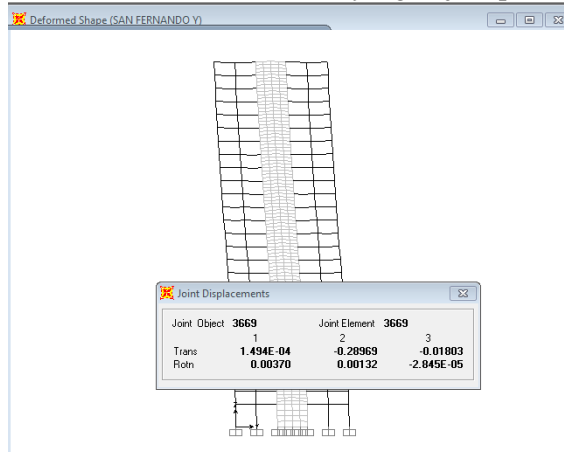 Deformed Shape (SAN FERNANDO Y)
Joint Displacements
Joint Object 3669 Joint Element 3669
1 2 3
Trans 1.494E-04 -0.28969 -0.01803
Rotn 0.00370 0.00132 -2.845E-05